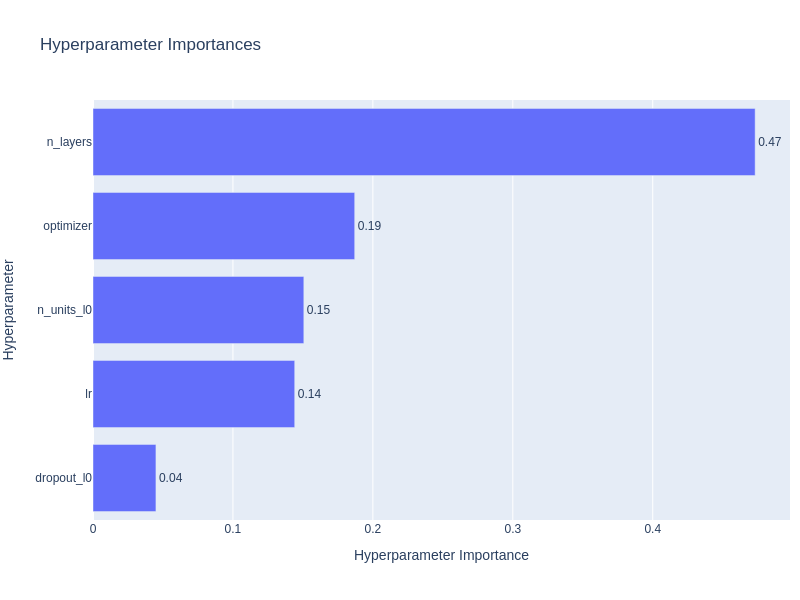 Hyperparameter Importances
Hyperparameter
n_layers 0.47
optimizer 0.19
n_units_l0 0.15
lr 0.14
dropout_l0 0.04
0 0.1 0.2 0.3 0.4
Hyperparameter Importance